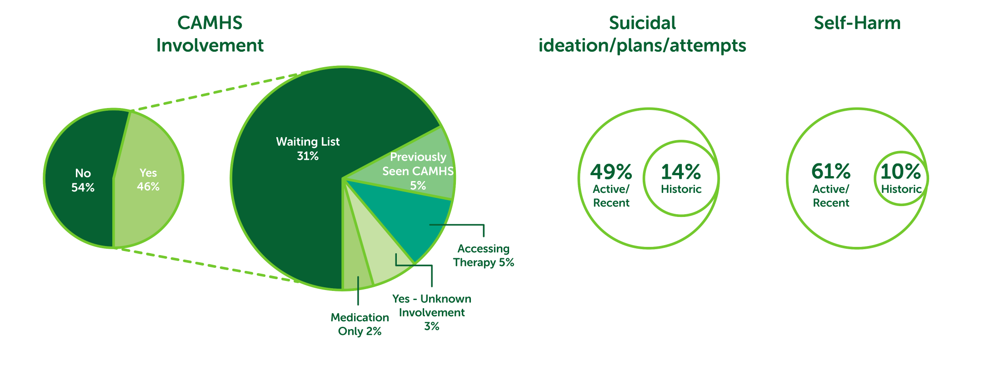 CAMHS
Involvement
No
54%
Yes
46%
Waiting List
31%
Previously
Seen CAMHS
5%
Accessing
Therapy 5%
Yes - Unknown
Involvement
3%
Medication
Only 2%
Suicidal
ideation/plans/attempts
49%
Active/
Recent
14%
Historic
Self-Harm
61%
Active/
Recent
10%
Historic